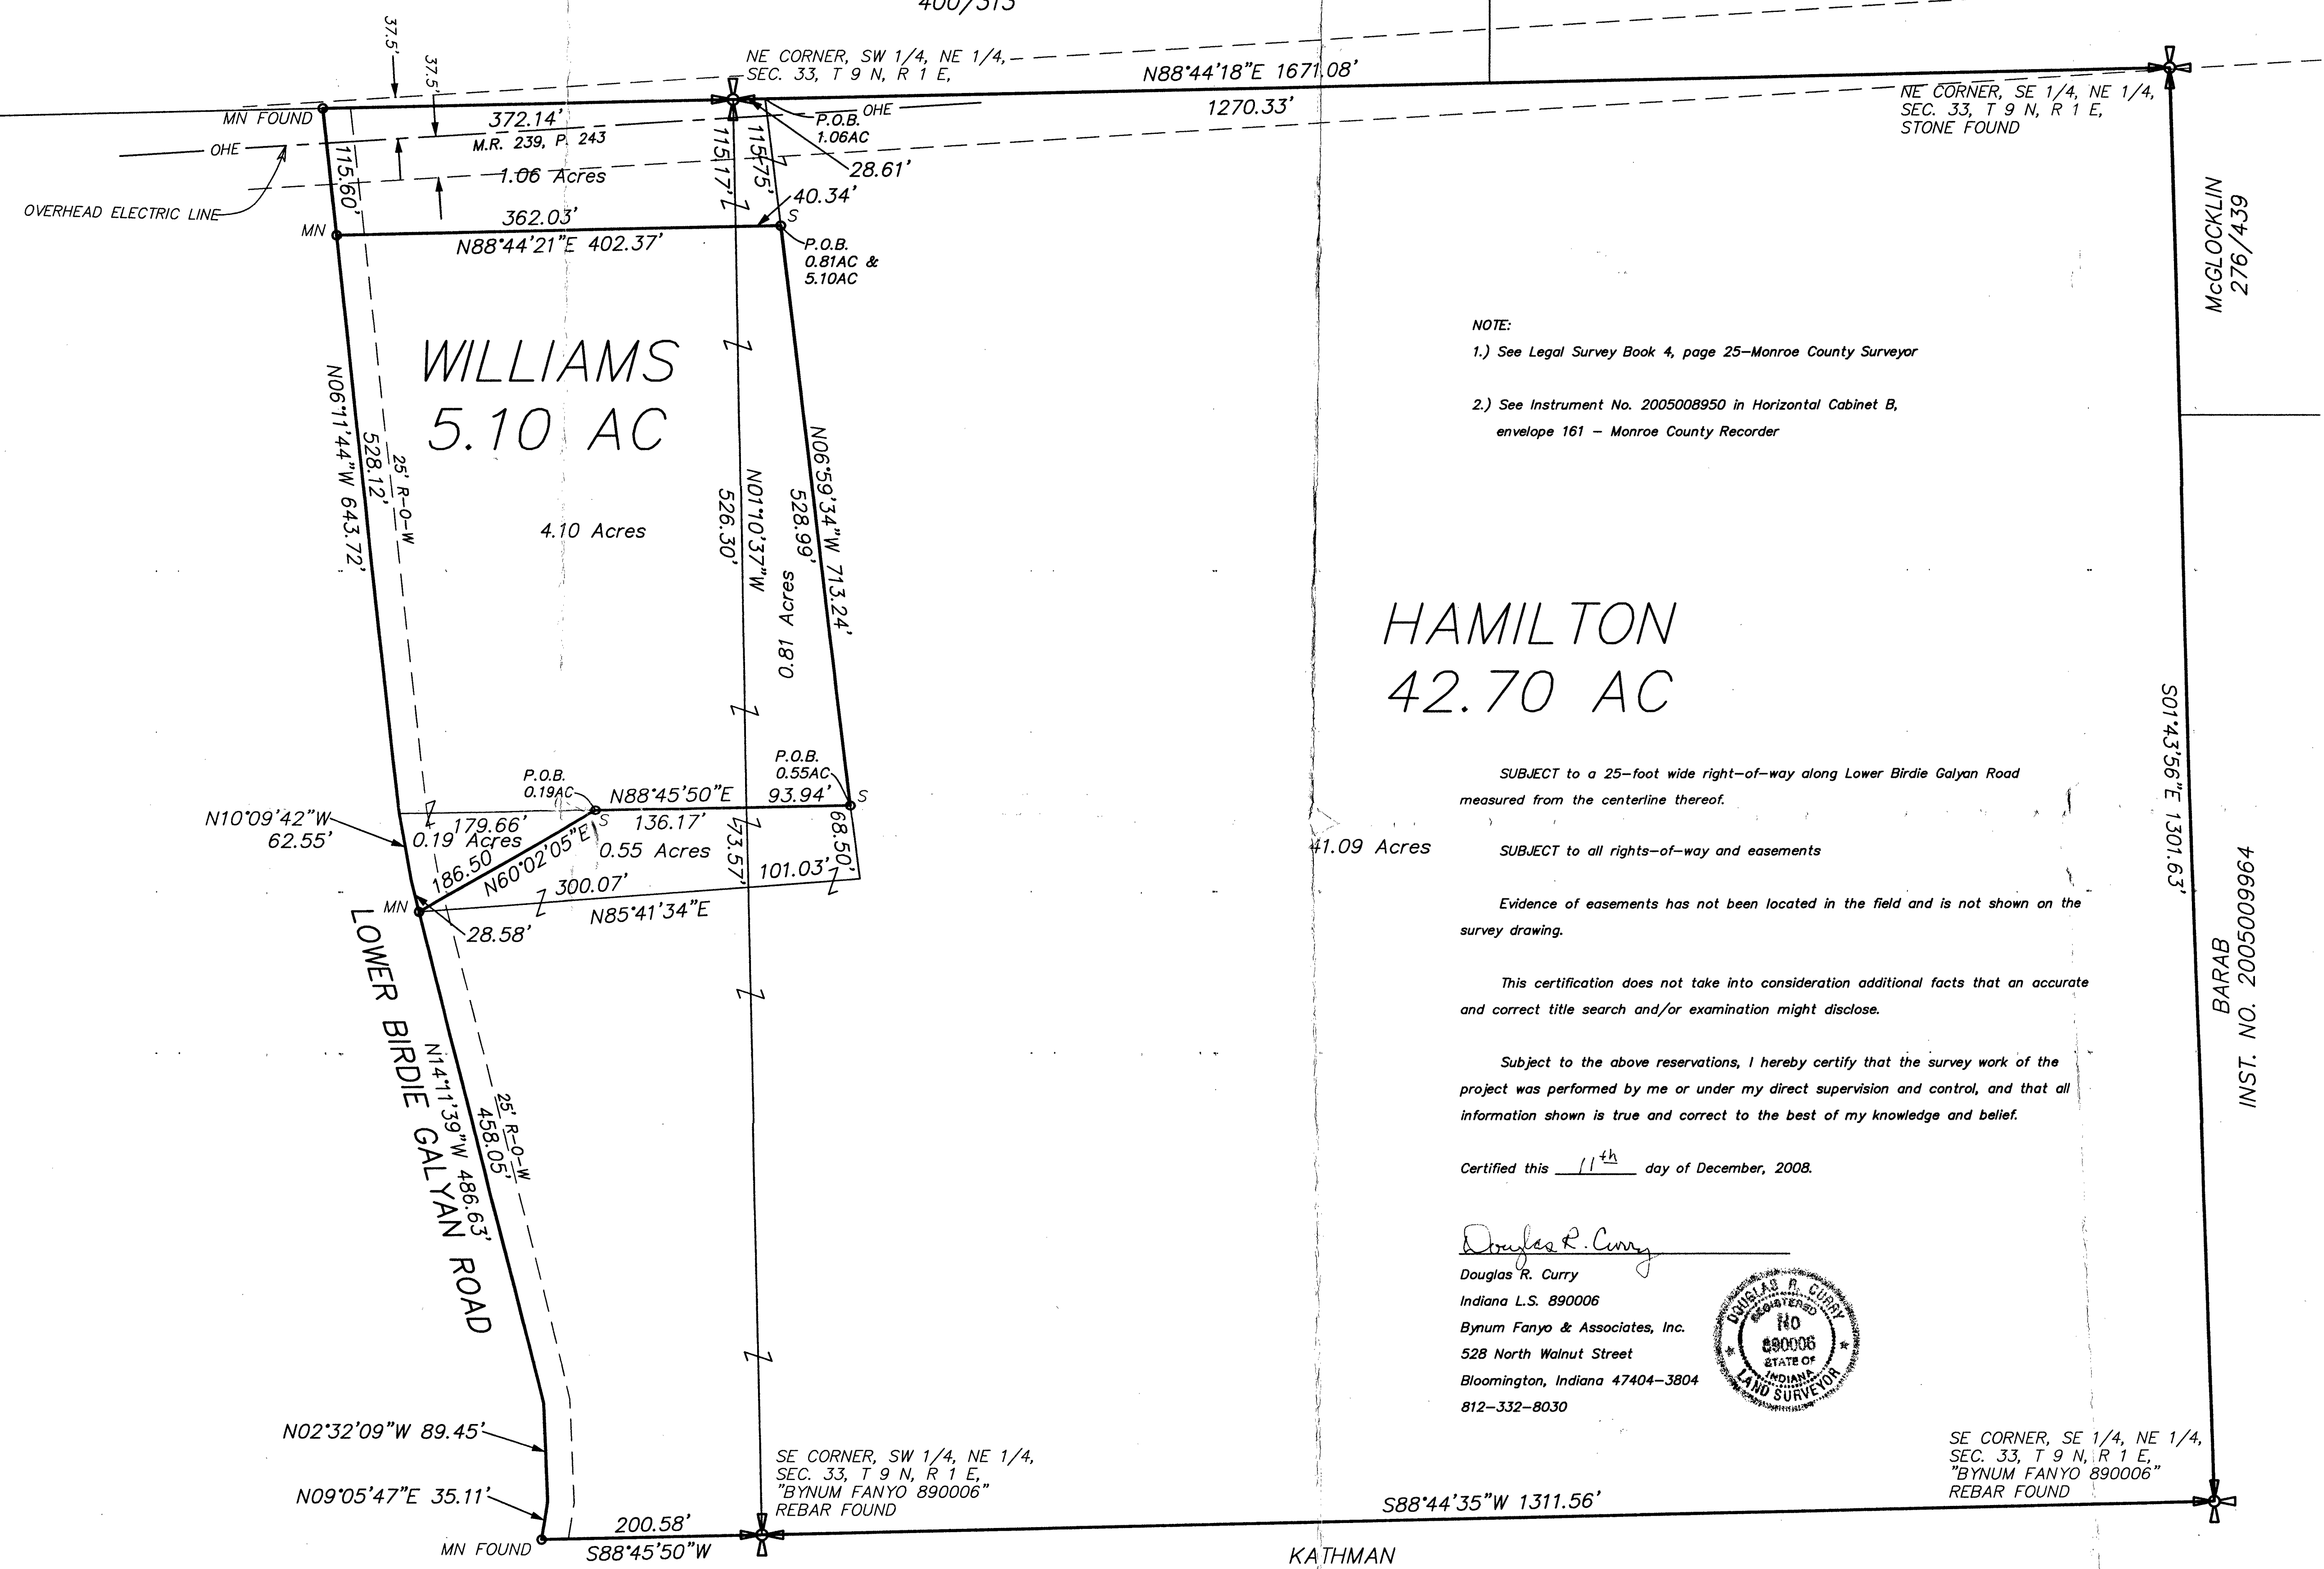 400/313
37.5'
37.5'
NE CORNER, SW 1/4, NE 1/4,
SEC. 33, T 9 N, R 1 E,
N88°44'18"E 1671.08'
1270.33'
NE CORNER, SE 1/4, NE 1/4,
SEC. 33, T 9 N, R 1 E,
STONE FOUND
MN FOUND
372.14'
M.R. 239, P. 243
OHE
OHE
P.O.B.
1.06AC
28.61'
115.60'
115.17'
115.75'
1.06 Acres
40.34'
OVERHEAD ELECTRIC LINE
MN
362.03'
N88°44'21"E 402.37'
S
P.O.B.
0.81AC &
5.10AC
McGLOCKLIN
276/439
WILLIAMS
5.10 AC
4.10 Acres
N06°11'44"W 643.72'
528.12'
25' R-O-W
N01°10'37"W
526.30'
N06°59'34"W 713.24'
528.99'
0.81 Acres
NOTE:
1.) See Legal Survey Book 4, page 25-Monroe County Surveyor
2.) See Instrument No. 2005008950 in Horizontal Cabinet B,
envelope 161 - Monroe County Recorder
HAMILTON
42.70 AC
S01°43'56"E 1301.63'
P.O.B.
0.19AC
P.O.B.
0.55AC
N88°45'50"E
93.94'
S
N10°09'42"W
62.55'
179.66'
S
136.17'
0.19 Acres
0.55 Acres
73.57'
68.50'
186.50'
N60°02'05"E
300.07'
101.03'
MN
N85°41'34"E
28.58'
41.09 Acres
SUBJECT to a 25-foot wide right-of-way along Lower Birdie Galyan Road
measured from the centerline thereof.
SUBJECT to all rights-of-way and easements
Evidence of easements has not been located in the field and is not shown on the
survey drawing.
This certification does not take into consideration additional facts that an accurate
and correct title search and/or examination might disclose.
Subject to the above reservations, I hereby certify that the survey work of the
project was performed by me or under my direct supervision and control, and that all
information shown is true and correct to the best of my knowledge and belief.
Certified this 11th day of December, 2008.
Douglas R. Curry
Douglas R. Curry
Indiana L.S. 890006
Bynum Fanyo & Associates, Inc.
528 North Walnut Street
Bloomington, Indiana 47404-3804
812-332-8030
DOUGLAS R. CURRY
REGISTERED
NO
890006
STATE OF
INDIANA
LAND SURVEYOR
BARAB
INST. NO. 2005009964
LOWER BIRDIE GALYAN ROAD
N14°11'39"W 486.63'
458.05'
25' R-O-W
N02°32'09"W 89.45'
N09°05'47"E 35.11'
MN FOUND
200.58'
S88°45'50"W
SE CORNER, SW 1/4, NE 1/4,
SEC. 33, T 9 N, R 1 E,
"BYNUM FANYO 890006"
REBAR FOUND
S88°44'35"W 1311.56'
KATHMAN
SE CORNER, SE 1/4, NE 1/4,
SEC. 33, T 9 N, R 1 E,
"BYNUM FANYO 890006"
REBAR FOUND